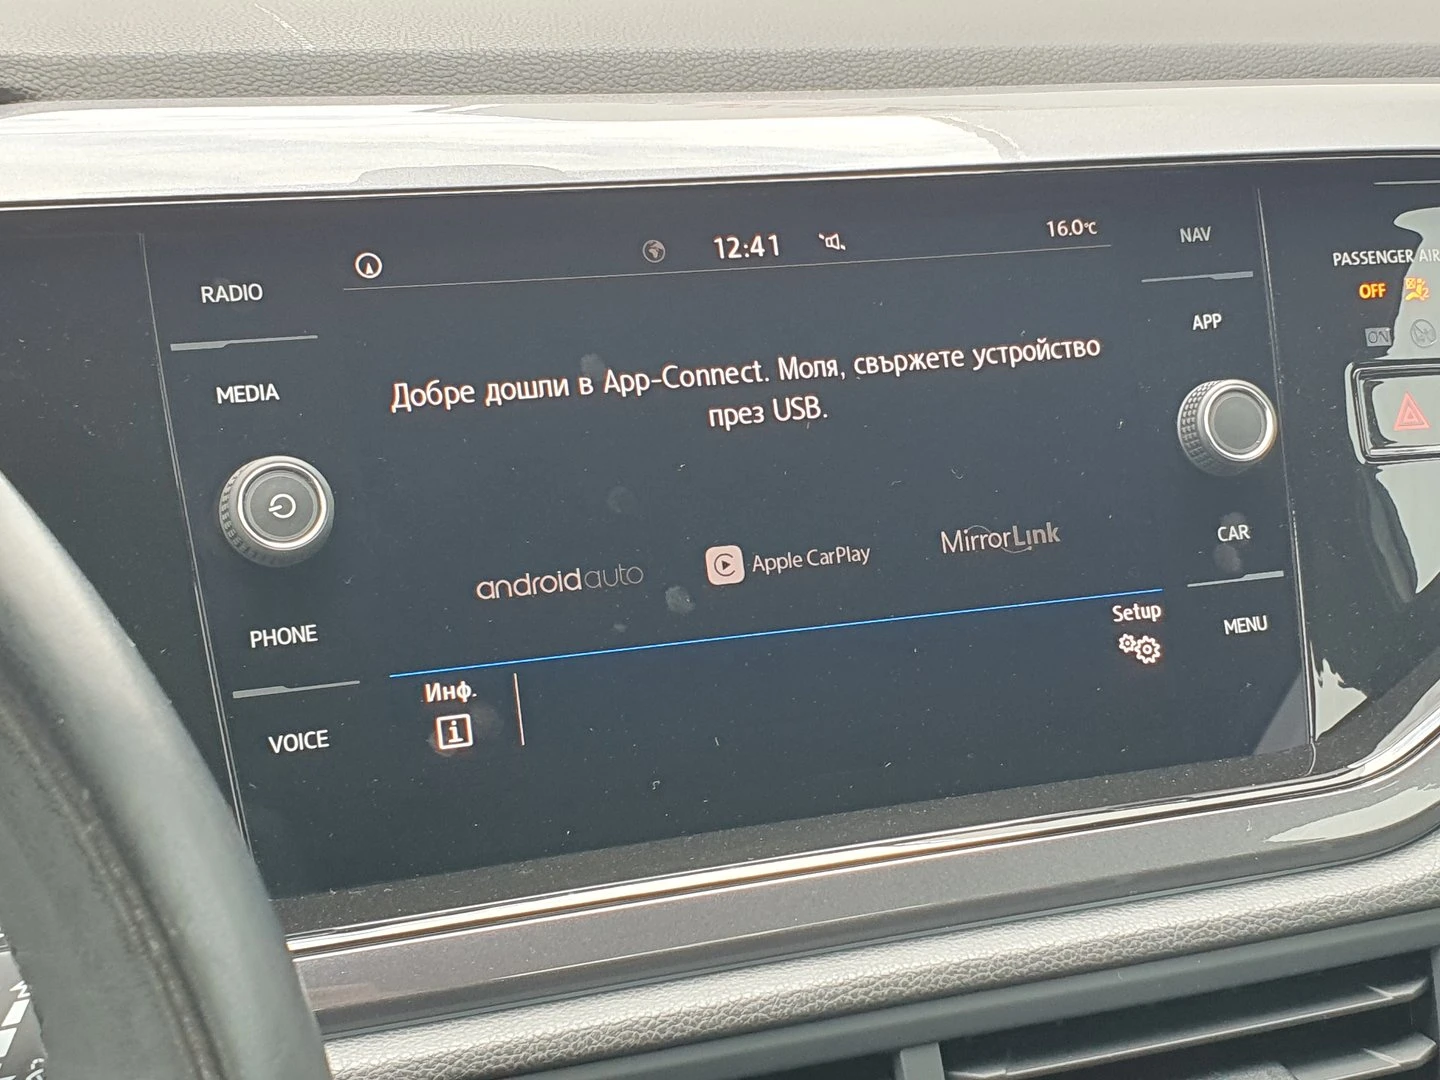 RADIO
MEDIA
PHONE
VOICE
12:41
16.0°C
Добре дошли в App-Connect. Моля, свържете устройство
през USB.
androidauto
Apple CarPlay
MirrorLink
Инф.
Setup
NAV
APP
CAR
MENU
PASSENGER AIR
OFF
ON